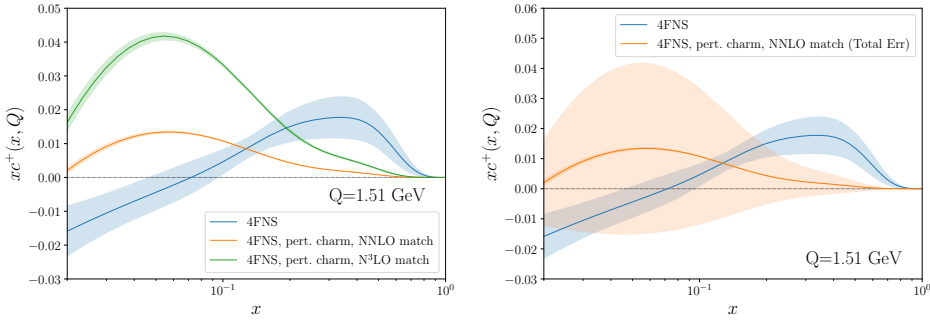 0.05
0.04
0.03
0.02
0.01
0.00
−0.01
−0.02
−0.03
xc⁺(x, Q)
Q=1.51 GeV
4FNS
4FNS, pert. charm, NNLO match
4FNS, pert. charm, N³LO match
10⁻¹
10⁰
x
0.06
0.05
0.04
0.03
0.02
0.01
0.00
−0.01
−0.02
−0.03
xc⁺(x, Q)
4FNS
4FNS, pert. charm, NNLO match (Total Err)
Q=1.51 GeV
10⁻¹
10⁰
x